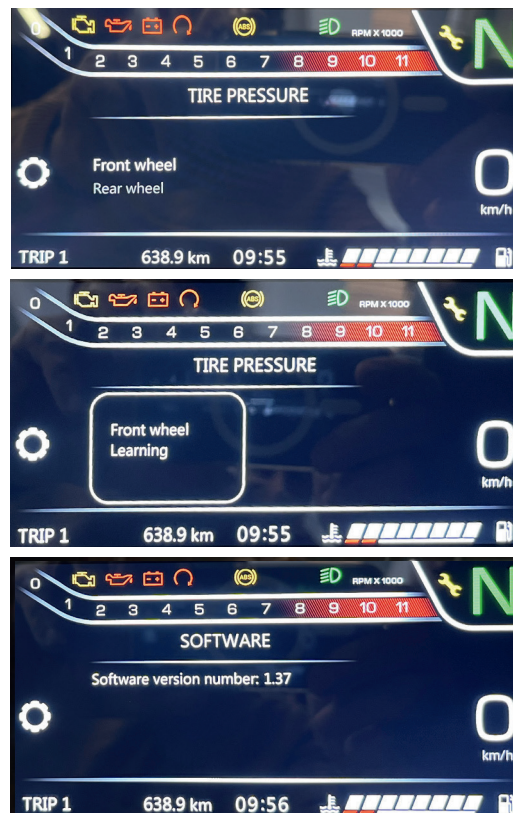 0 1 2 3 4 5 6 7 8 9 10 11
ABS
RPM X 1000
N
TIRE PRESSURE
Front wheel
Rear wheel
0
km/h
TRIP 1 638.9 km 09:55
0 1 2 3 4 5 6 7 8 9 10 11
ABS
RPM X 1000
N
TIRE PRESSURE
Front wheel
Learning
0
km/h
TRIP 1 638.9 km 09:55
0 1 2 3 4 5 6 7 8 9 10 11
ABS
RPM X 1000
N
SOFTWARE
Software version number: 1.37
0
km/h
TRIP 1 638.9 km 09:56